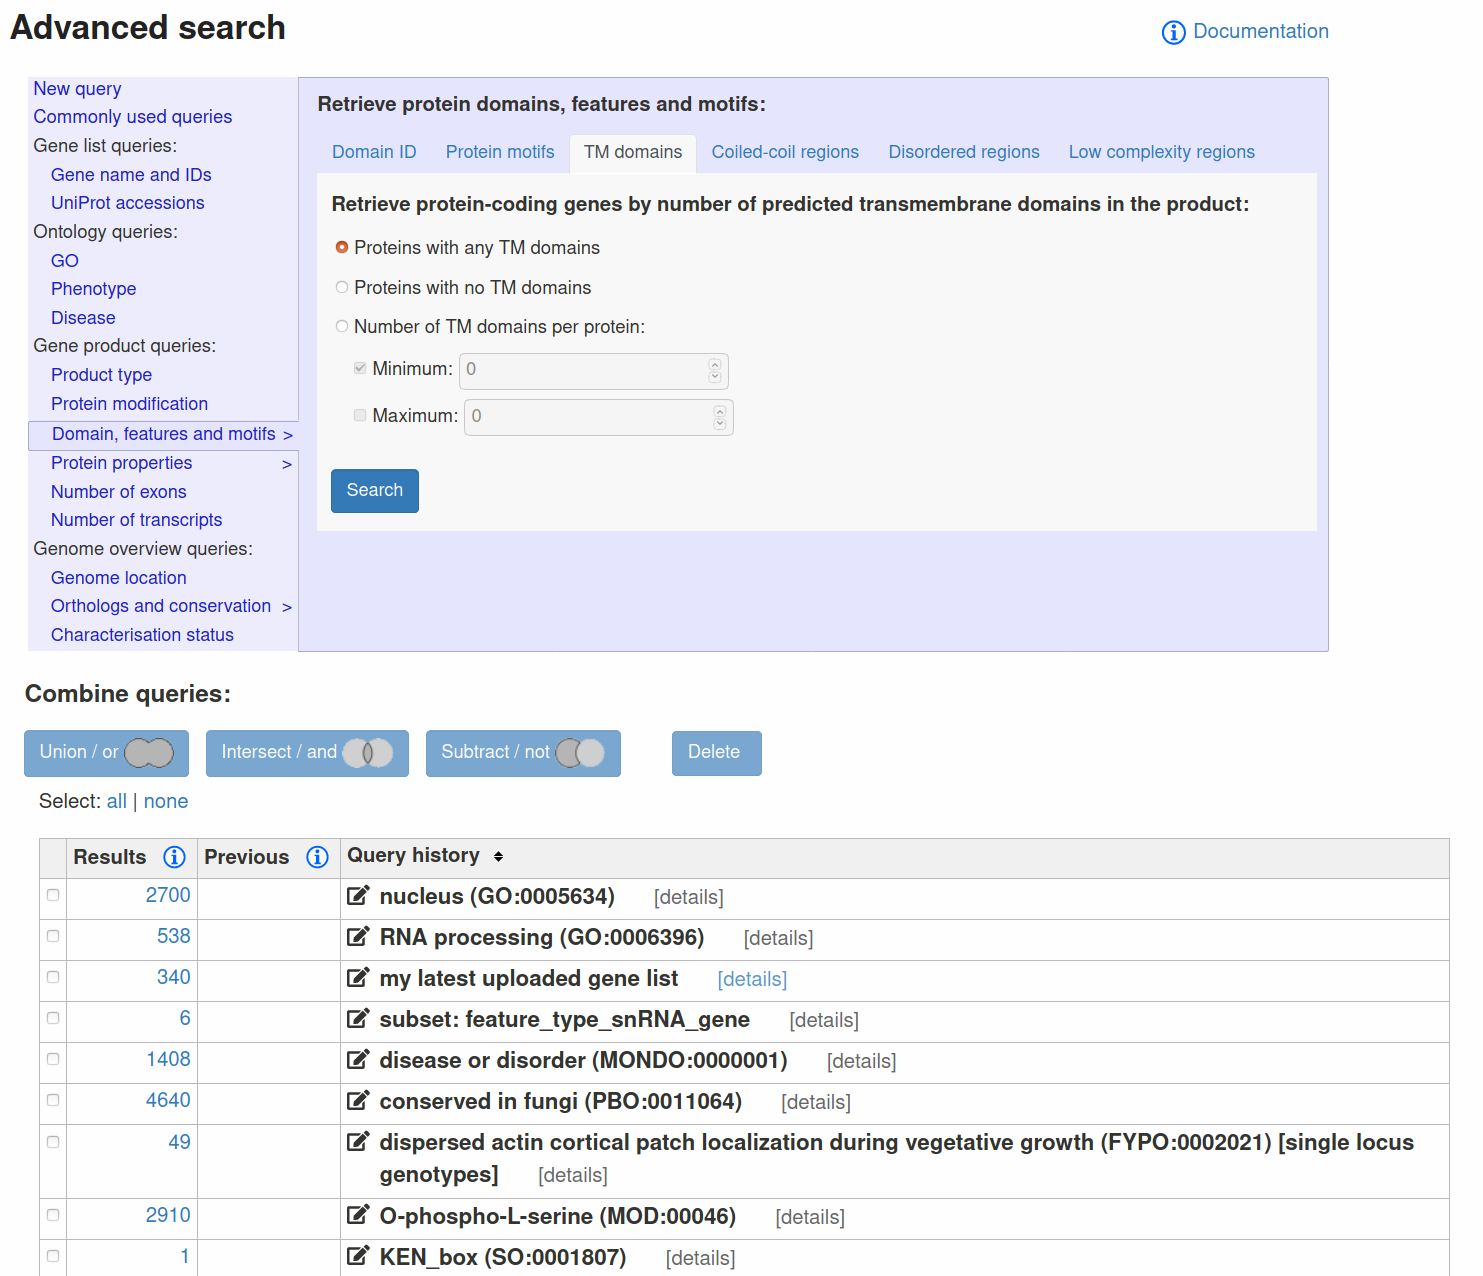 Advanced search
Documentation
New query
Commonly used queries
Gene list queries:
Gene name and IDs
UniProt accessions
Ontology queries:
GO
Phenotype
Disease
Gene product queries:
Product type
Protein modification
Domain, features and motifs >
Protein properties >
Number of exons
Number of transcripts
Genome overview queries:
Genome location
Orthologs and conservation >
Characterisation status
Retrieve protein domains, features and motifs:
Domain ID Protein motifs TM domains Coiled-coil regions Disordered regions Low complexity regions
Retrieve protein-coding genes by number of predicted transmembrane domains in the product:
Proteins with any TM domains
Proteins with no TM domains
Number of TM domains per protein:
Minimum: 0
Maximum: 0
Search
Combine queries:
Union / or Intersect / and Subtract / not Delete
Select: all | none
Results Previous Query history
2700 nucleus (GO:0005634) [details]
538 RNA processing (GO:0006396) [details]
340 my latest uploaded gene list [details]
6 subset: feature_type_snRNA_gene [details]
1408 disease or disorder (MONDO:0000001) [details]
4640 conserved in fungi (PBO:0011064) [details]
49 dispersed actin cortical patch localization during vegetative growth (FYPO:0002021) [single locus
genotypes] [details]
2910 O-phospho-L-serine (MOD:00046) [details]
1 KEN_box (SO:0001807) [details]